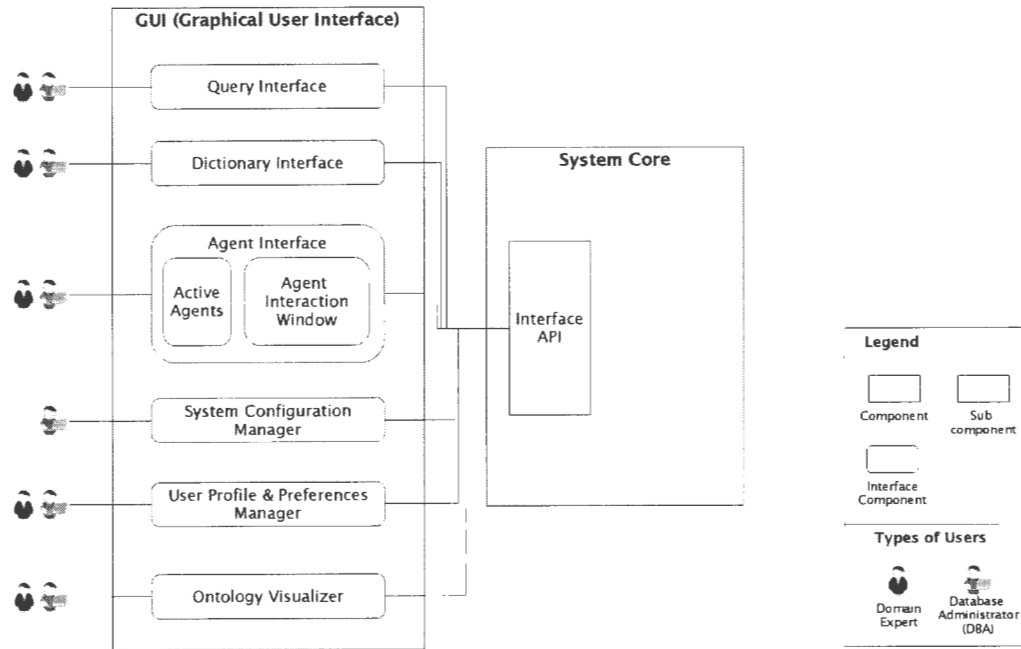 GUI (Graphical User Interface)
Query Interface
Dictionary Interface
Agent Interface
Active
Agents
Agent
Interaction
Window
System Configuration
Manager
User Profile & Preferences
Manager
Ontology Visualizer
System Core
Interface
API
Legend
Component
Sub
component
Interface
Component
Types of Users
Domain
Expert
Database
Administrator
(DBA)